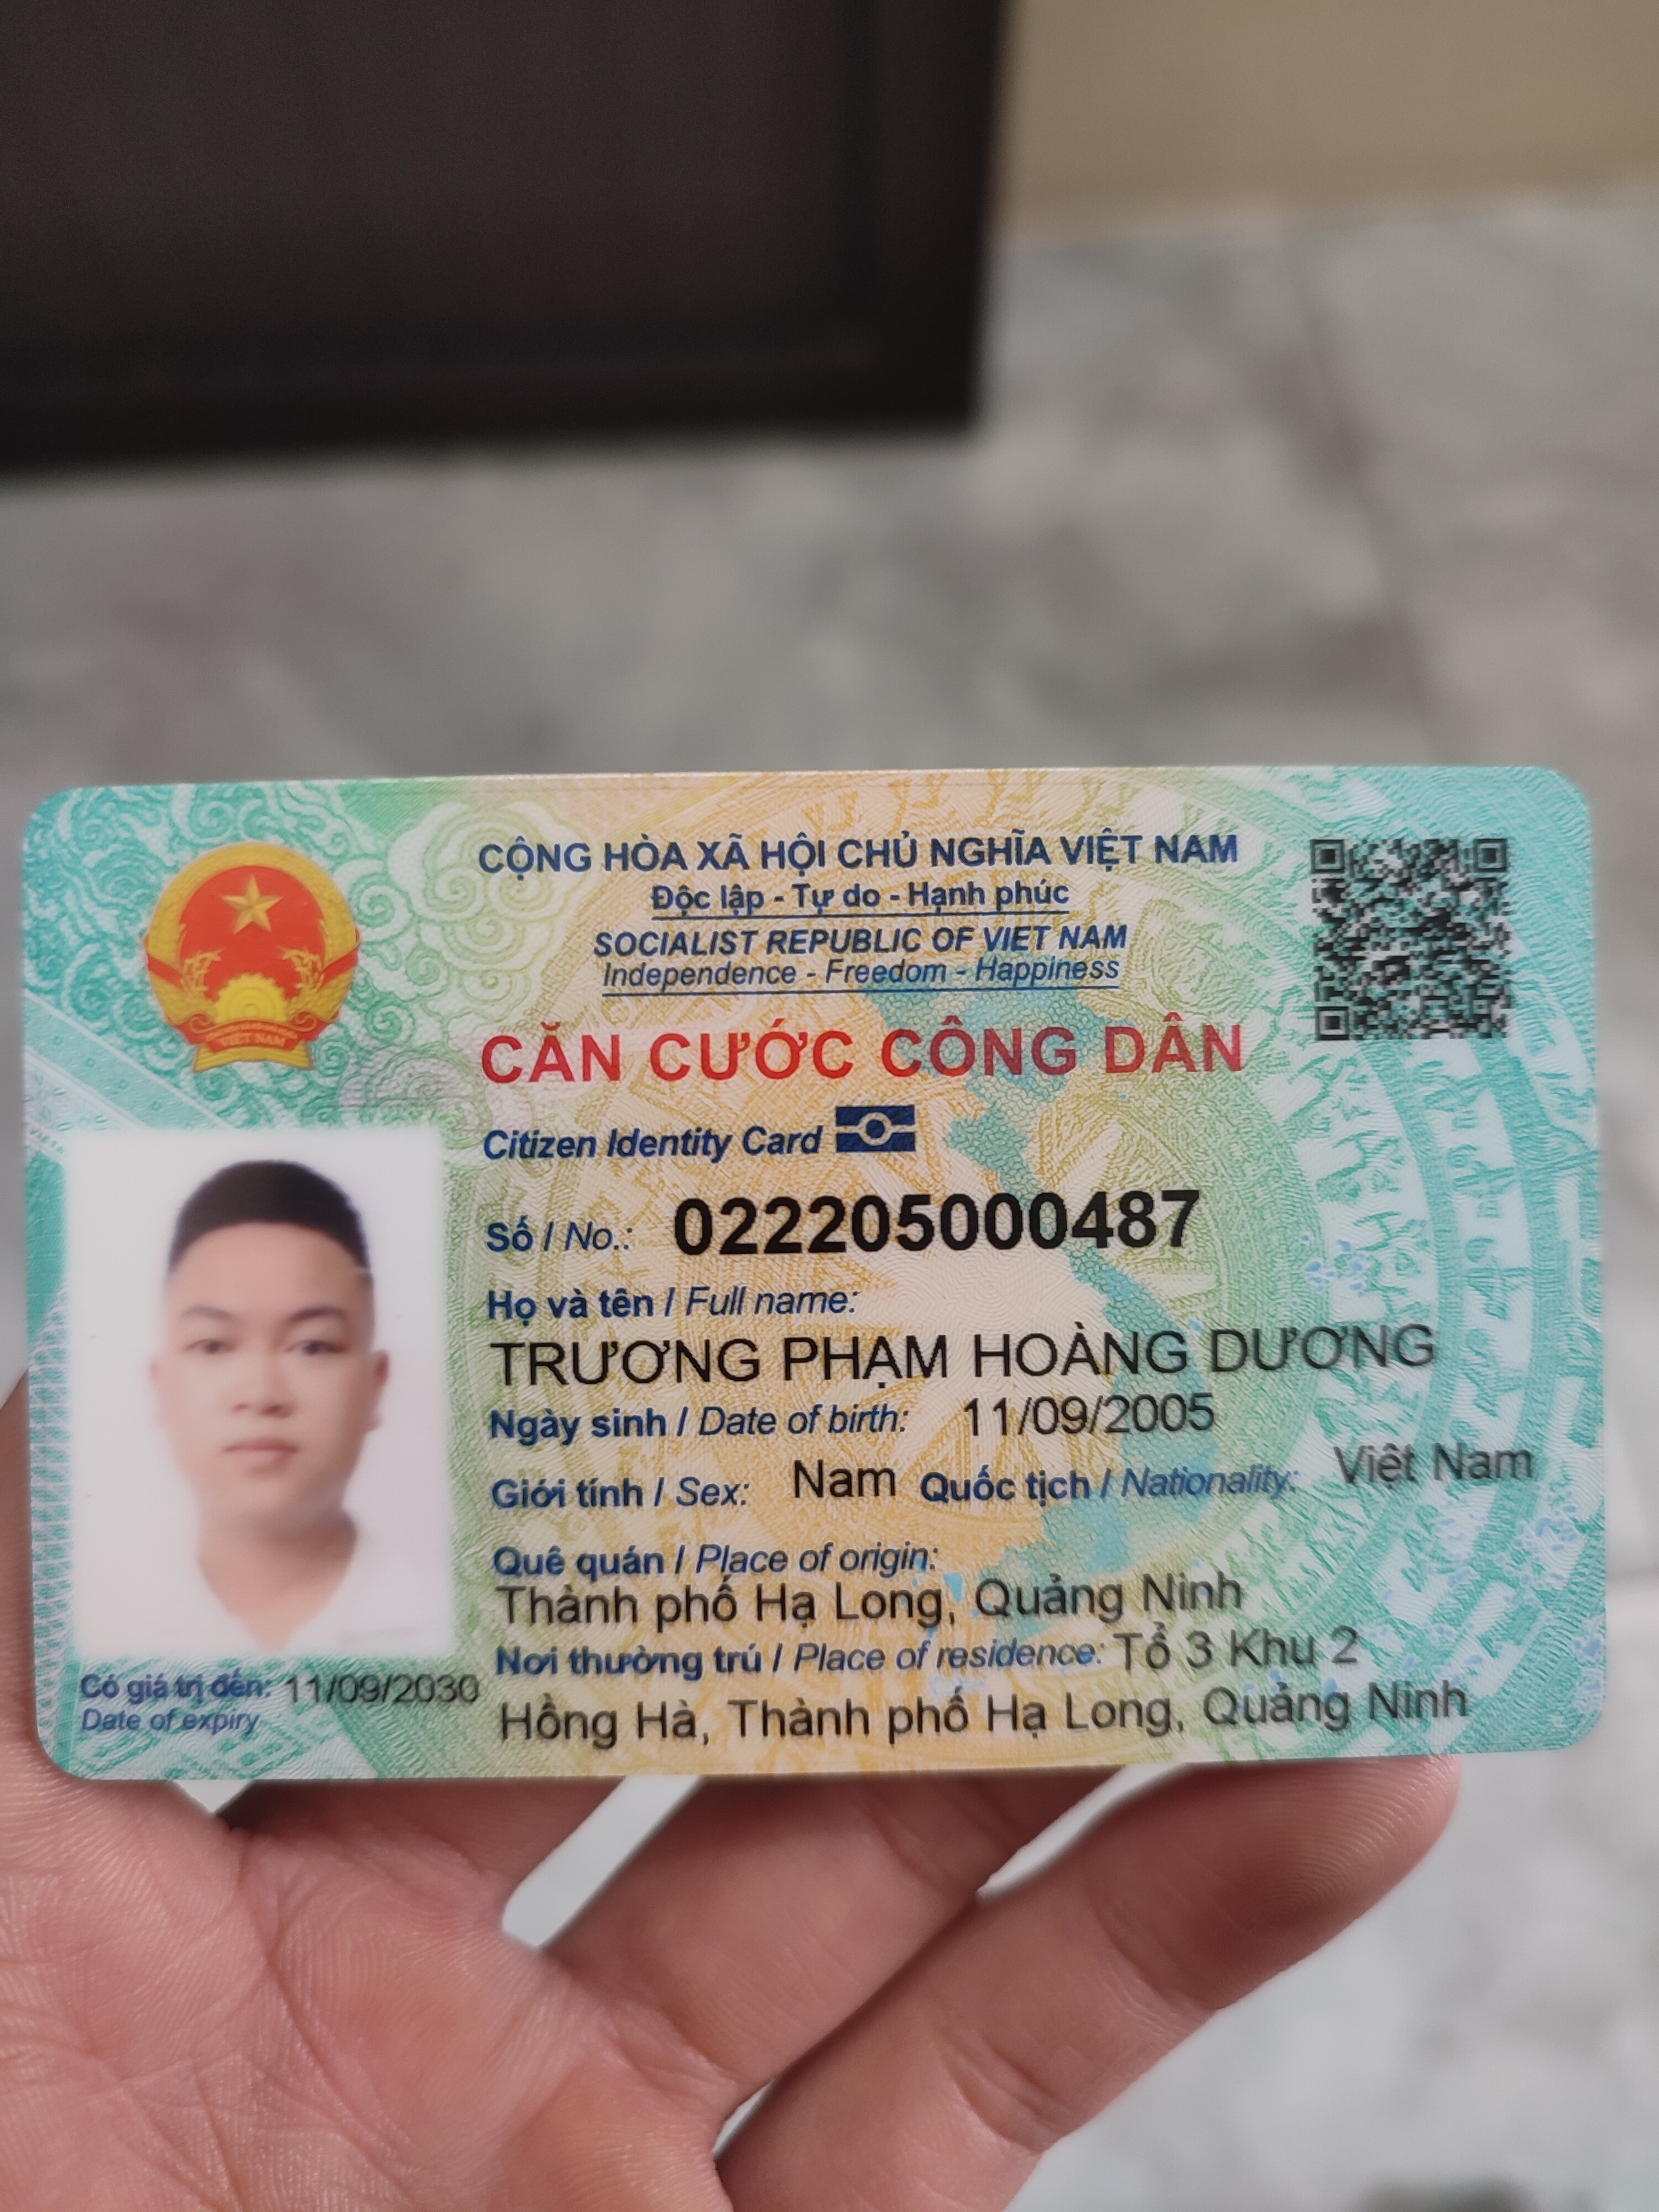 CỘNG HÒA XÃ HỘI CHỦ NGHĨA VIỆT NAM
Độc lập - Tự do - Hạnh phúc
SOCIALIST REPUBLIC OF VIET NAM
Independence - Freedom - Happiness
VIỆT NAM
CĂN CƯỚC CÔNG DÂN
Citizen Identity Card
Số / No.: 022205000487
Họ và tên / Full name:
TRƯƠNG PHẠM HOÀNG DƯƠNG
Ngày sinh / Date of birth: 11/09/2005
Giới tính / Sex: Nam Quốc tịch / Nationality: Việt Nam
Quê quán / Place of origin:
Thành phố Hạ Long, Quảng Ninh
Nơi thường trú / Place of residence: Tổ 3 Khu 2
Hồng Hà, Thành phố Hạ Long, Quảng Ninh
Có giá trị đến: 11/09/2030
Date of expiry